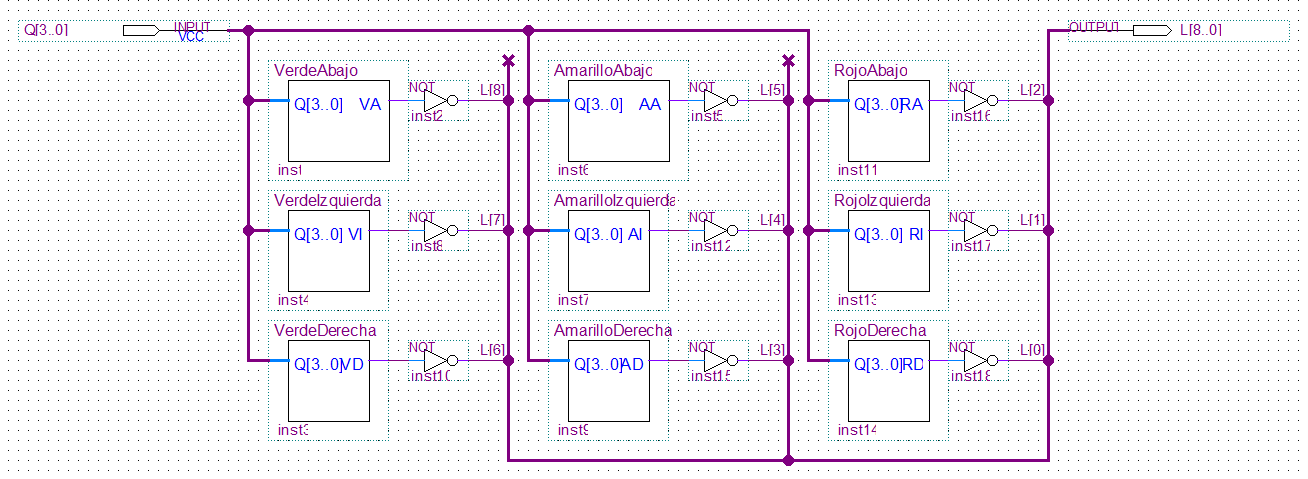 Q[3..0] INPUT VCC OUTPUT L[8..0]
VerdeAbajo AmarilloAbajo RojoAbajo
NOT L[8] NOT L[5] NOT L[2]
Q[3..0] VA Q[3..0] AA Q[3..0] RA
inst2 inst5 inst16
inst inst6 inst11
VerdeIzquierda AmarilloIzquierda RojoIzquierda
NOT L[7] NOT L[4] NOT L[1]
Q[3..0] VI Q[3..0] AI Q[3..0] RI
inst8 inst12 inst17
inst4 inst7 inst13
VerdeDerecha AmarilloDerecha RojoDerecha
NOT L[6] NOT L[3] NOT L[0]
Q[3..0] VD Q[3..0] AD Q[3..0] RD
inst10 inst15 inst18
inst3 inst9 inst14